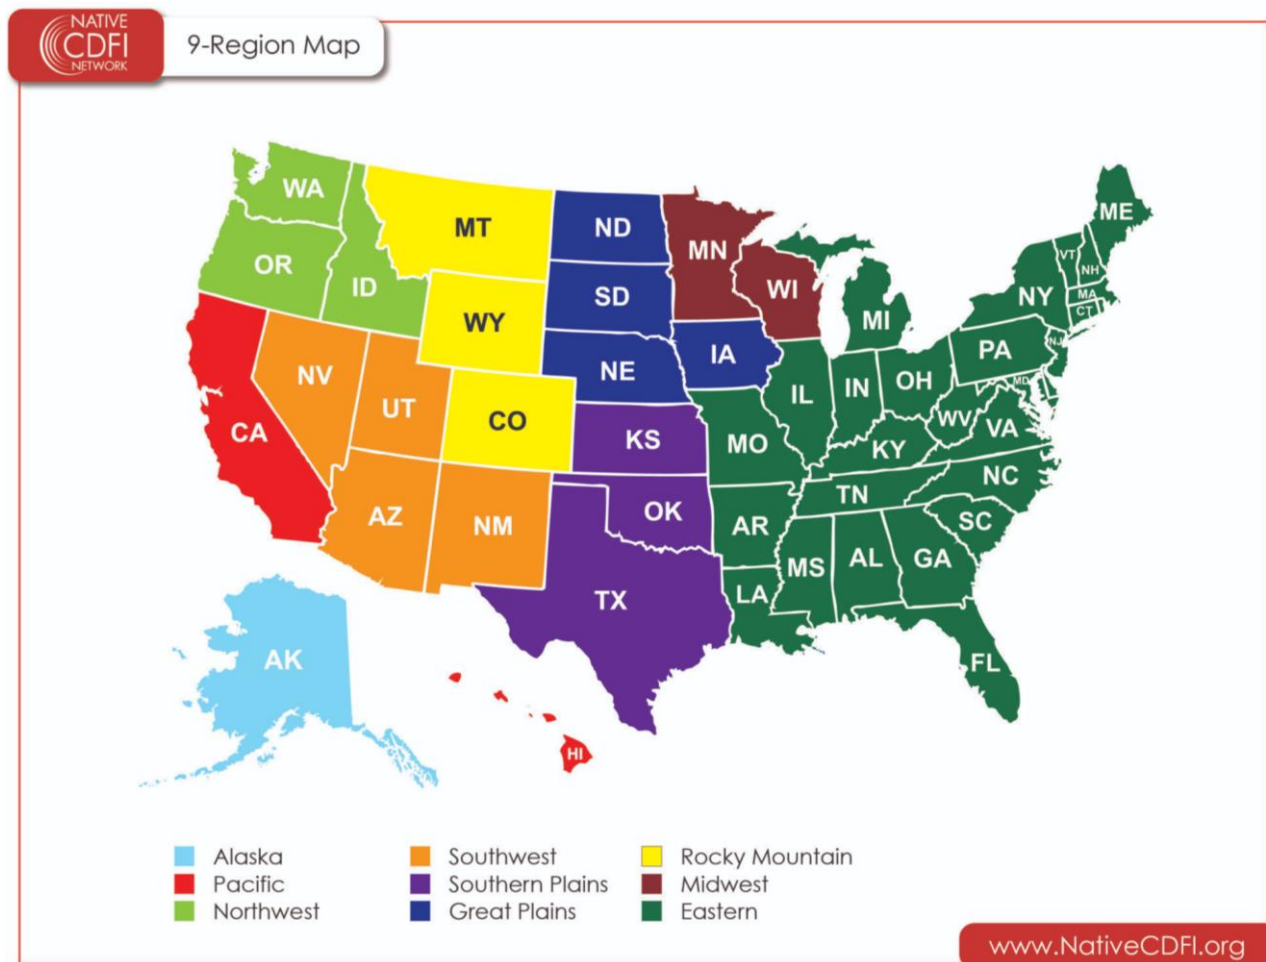 NATIVE
CDFI
NETWORK
9-Region Map
WA
MT
ND
MN
ME
VT
NH
OR
ID
SD
WI
NY
MA
CT
MI
WY
IA
PA
NJ
NV
NE
OH
MD
UT
IL
IN
CO
WV
VA
CA
KS
MO
KY
NC
TN
AZ
NM
OK
AR
SC
MS
AL
GA
TX
LA
AK
FL
HI
Alaska
Pacific
Northwest
Southwest
Southern Plains
Great Plains
Rocky Mountain
Midwest
Eastern
www.NativeCDFI.org